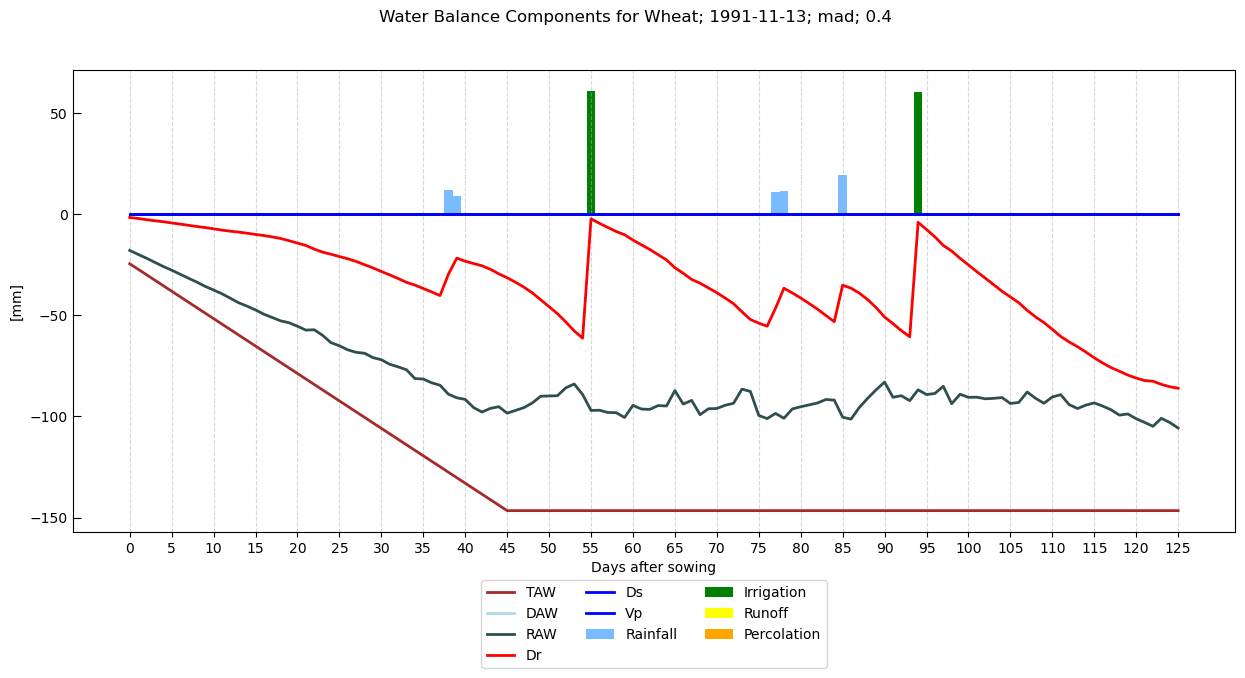 Water Balance Components for Wheat; 1991-11-13; mad; 0.4
50
0
−50
−100
−150
[mm]
0 5 10 15 20 25 30 35 40 45 50 55 60 65 70 75 80 85 90 95 100 105 110 115 120 125
Days after sowing
TAW
DAW
RAW
Dr
Ds
Vp
Rainfall
Irrigation
Runoff
Percolation